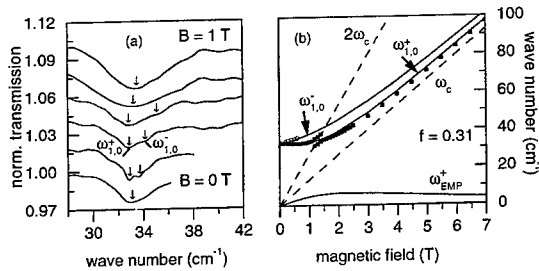 1.12
1.09
1.06
1.03
1.00
0.97
norm. transmission
(a)
B = 1 T
ω⁺1,0
ω⁻1,0
B = 0 T
30
34
38
42
wave number (cm⁻¹)
(b)
2ωc
ω⁺1,0
ω⁻1,0
ωc
f = 0.31
ω⁺EMP
100
80
60
40
20
0
wave number (cm⁻¹)
0
1
2
3
4
5
6
7
magnetic field (T)